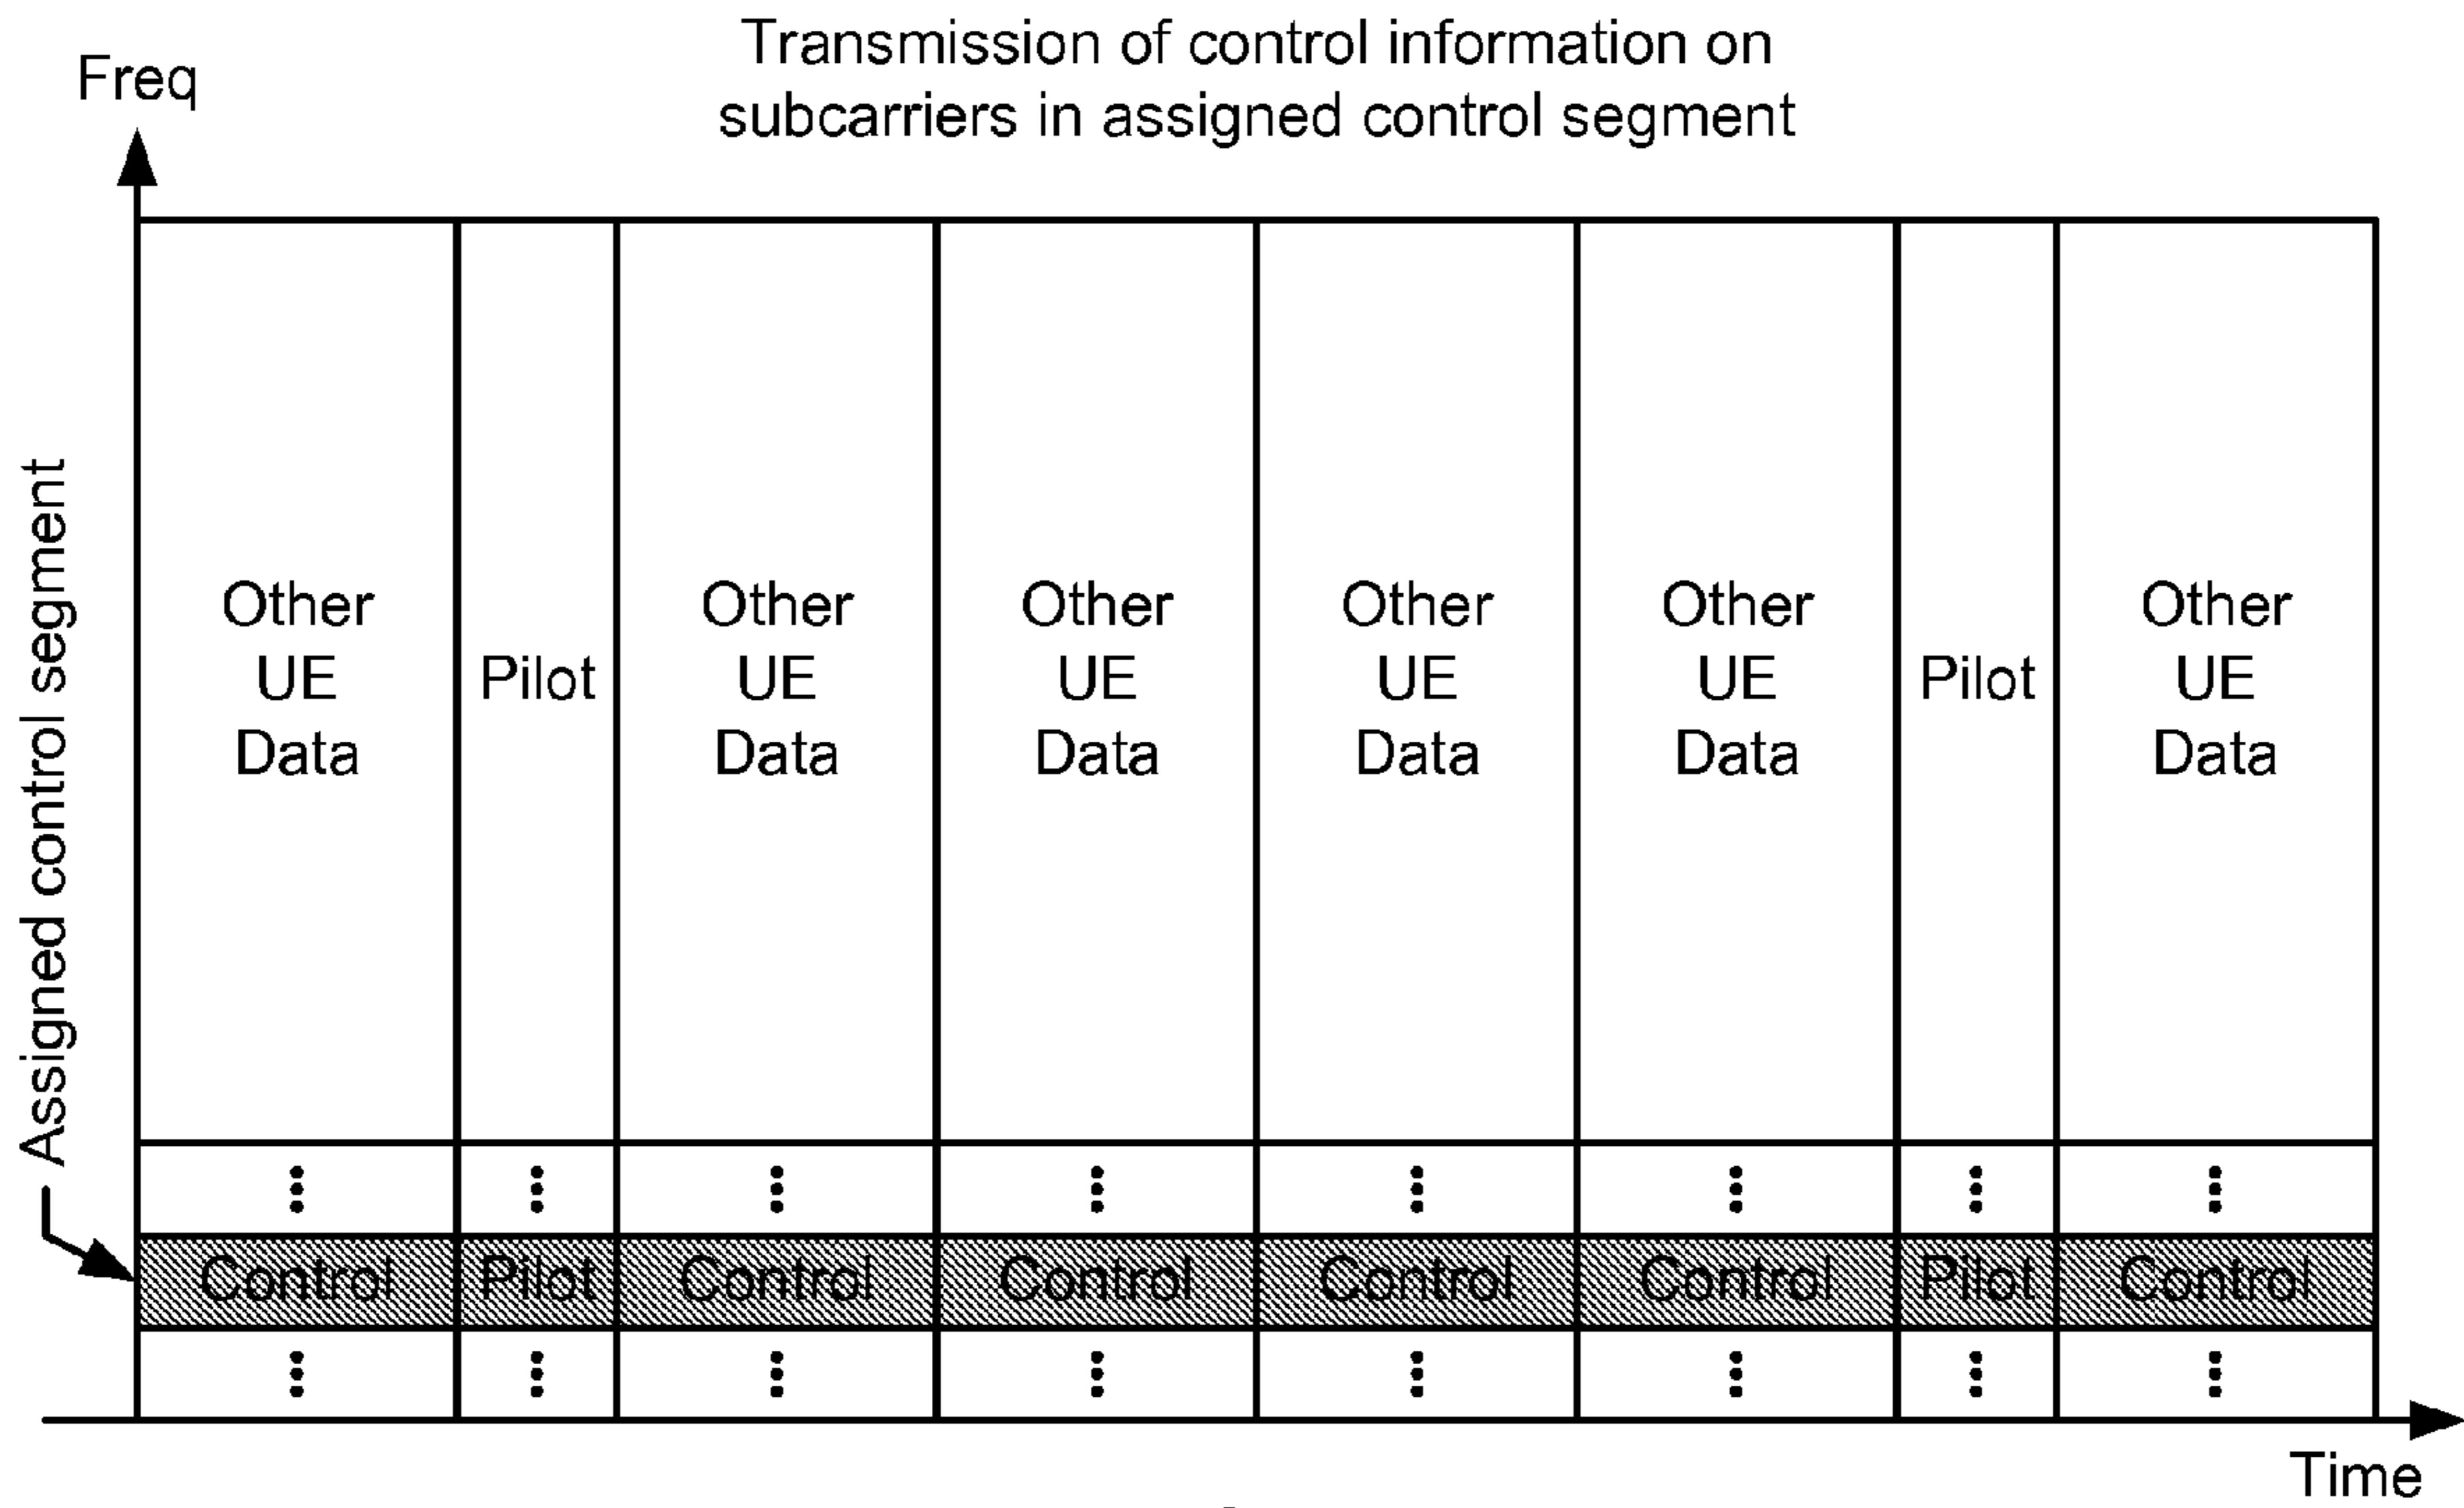 Transmission of control information on
subcarriers in assigned control segment
Freq
Assigned control segment
Other
UE
Data
Pilot
Other
UE
Data
Other
UE
Data
Other
UE
Data
Other
UE
Data
Pilot
Other
UE
Data
Control
Pilot
Control
Control
Control
Control
Pilot
Control
Time